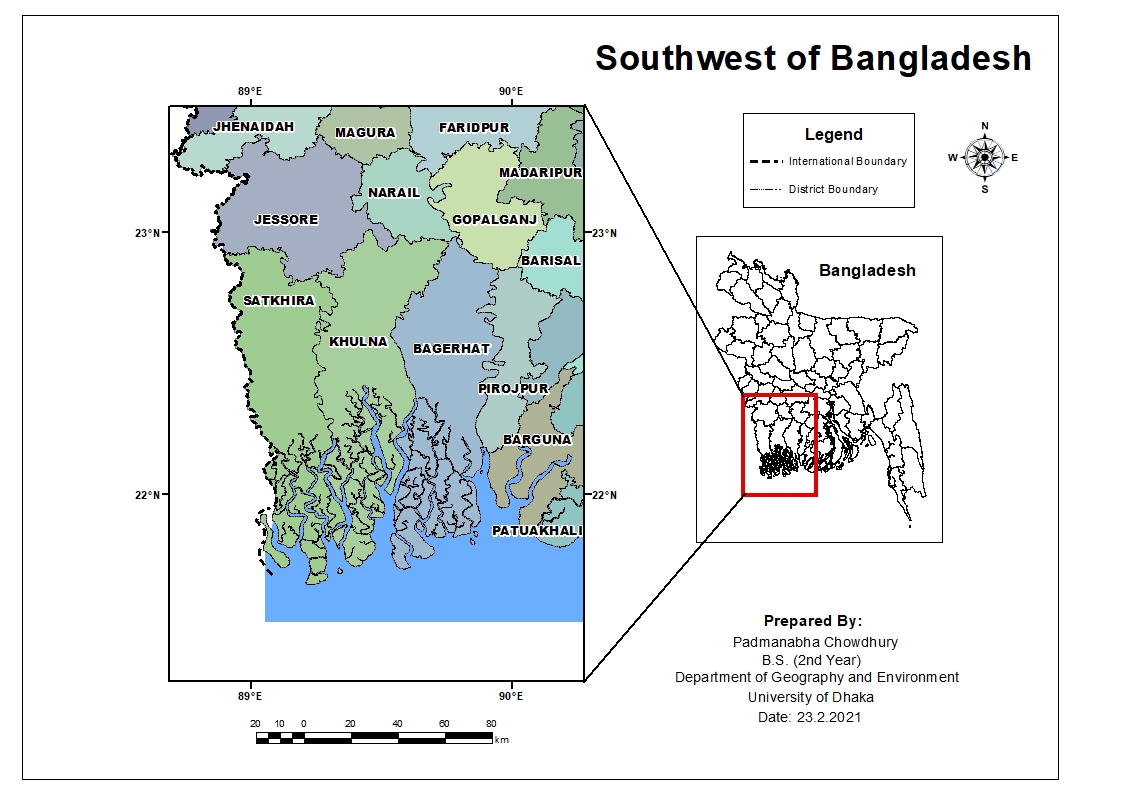 Southwest of Bangladesh
89°E 90°E
Legend
International Boundary
District Boundary
N
W E
S
JHENAIDAH
MAGURA
FARIDPUR
MADARIPUR
NARAIL
JESSORE
GOPALGANJ
23°N 23°N
BARISAL
SATKHIRA
KHULNA
BAGERHAT
PIROJPUR
BARGUNA
22°N 22°N
PATUAKHALI
89°E 90°E
20 10 0 20 40 60 80
km
Bangladesh
Prepared By:
Padmanabha Chowdhury
B.S. (2nd Year)
Department of Geography and Environment
University of Dhaka
Date: 23.2.2021